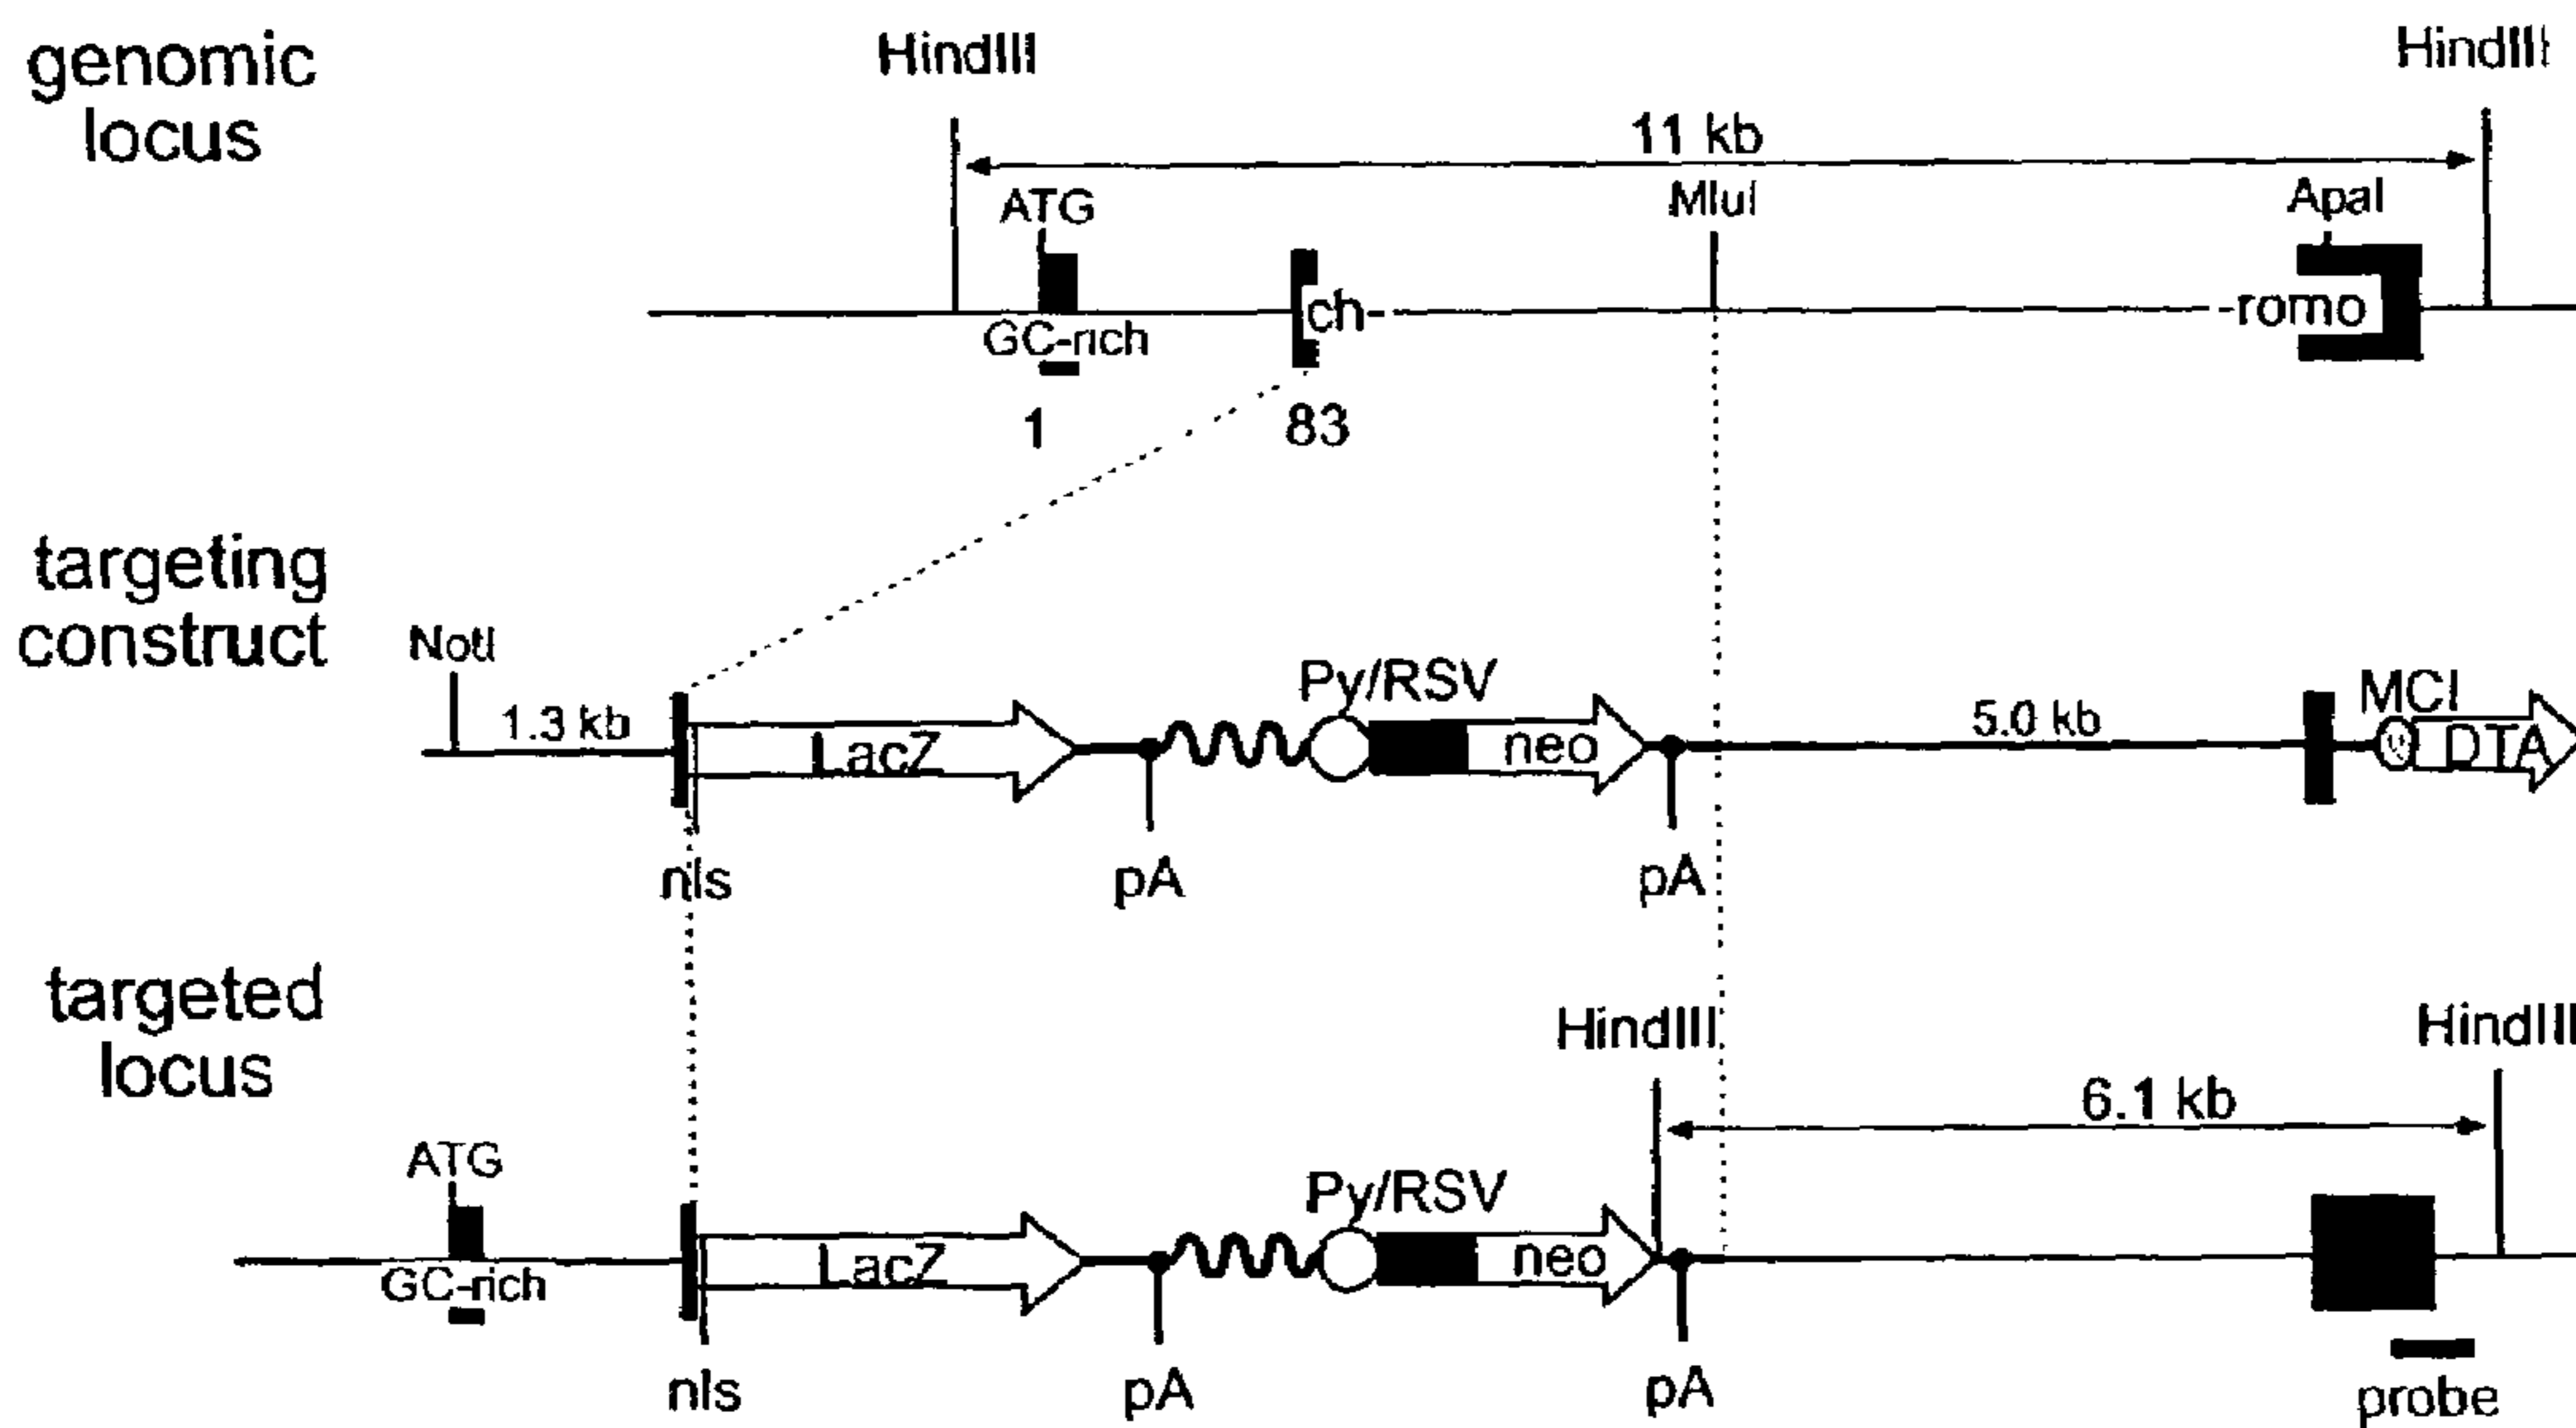 genomic
locus
HindIII
HindIII
11 kb
ATG
MluI
ApaI
ch-
-romo
GC-rich
1
83
targeting
construct
NotI
1.3 kb
LacZ
Py/RSV
neo
5.0 kb
MCI
DTA
nls
pA
pA
targeted
locus
HindIII
HindIII
6.1 kb
ATG
Py/RSV
LacZ
neo
GC-rich
nls
pA
pA
probe